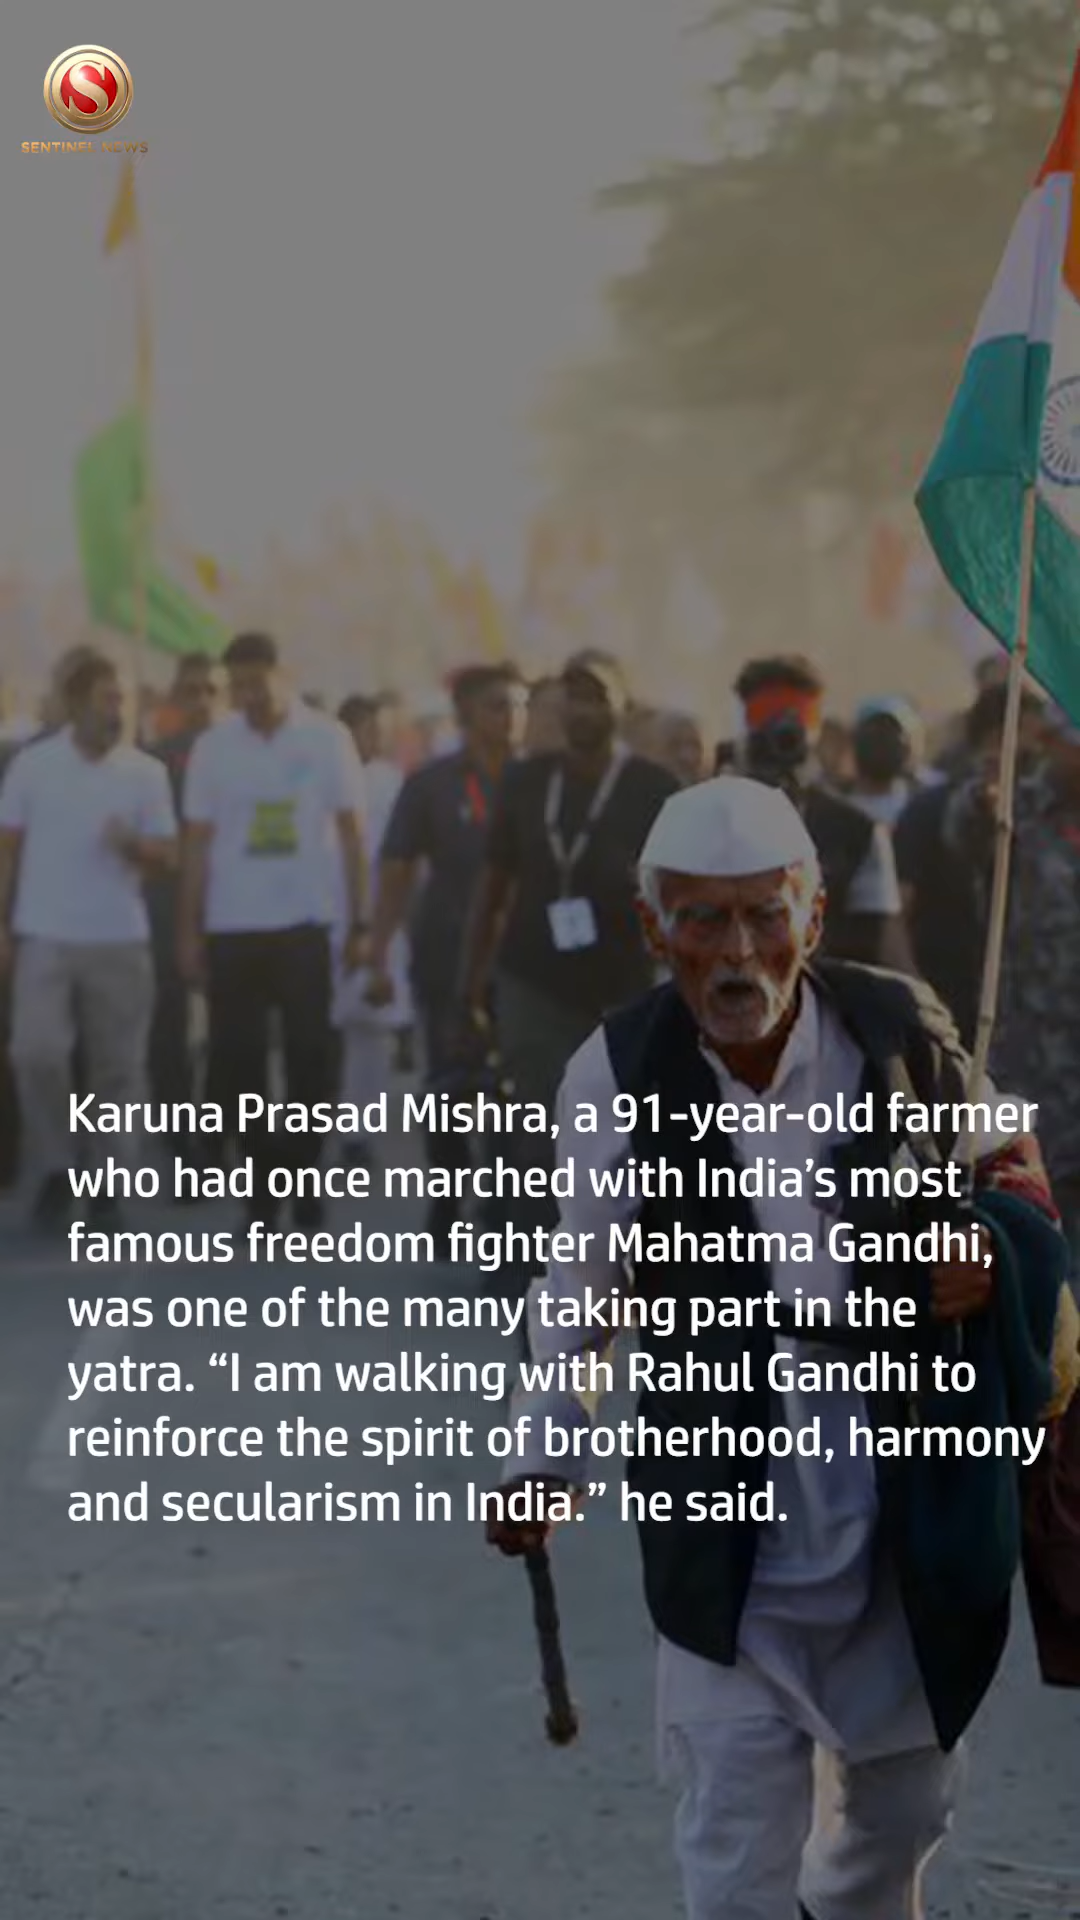 SENTINEL NEWS
Karuna Prasad Mishra, a 91-year-old farmer
who had once marched with India’s most
famous freedom fighter Mahatma Gandhi,
was one of the many taking part in the
yatra. “I am walking with Rahul Gandhi to
reinforce the spirit of brotherhood, harmony
and secularism in India.” he said.